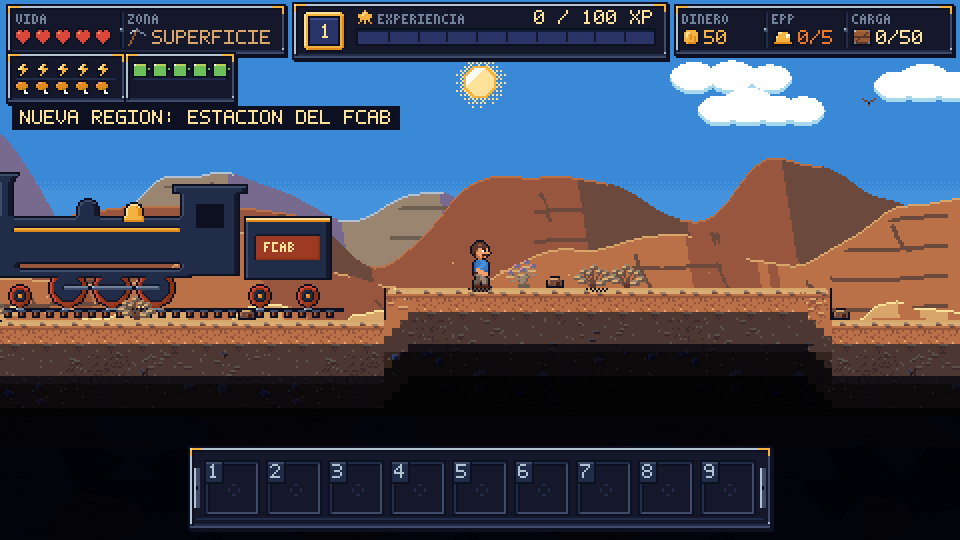 VIDA
ZONA
SUPERFICIE
1
EXPERIENCIA
0 / 100 XP
DINERO
50
EPP
0/5
CARGA
0/50
NUEVA REGION: ESTACION DEL FCAB
FCAB
1 2 3 4 5 6 7 8 9